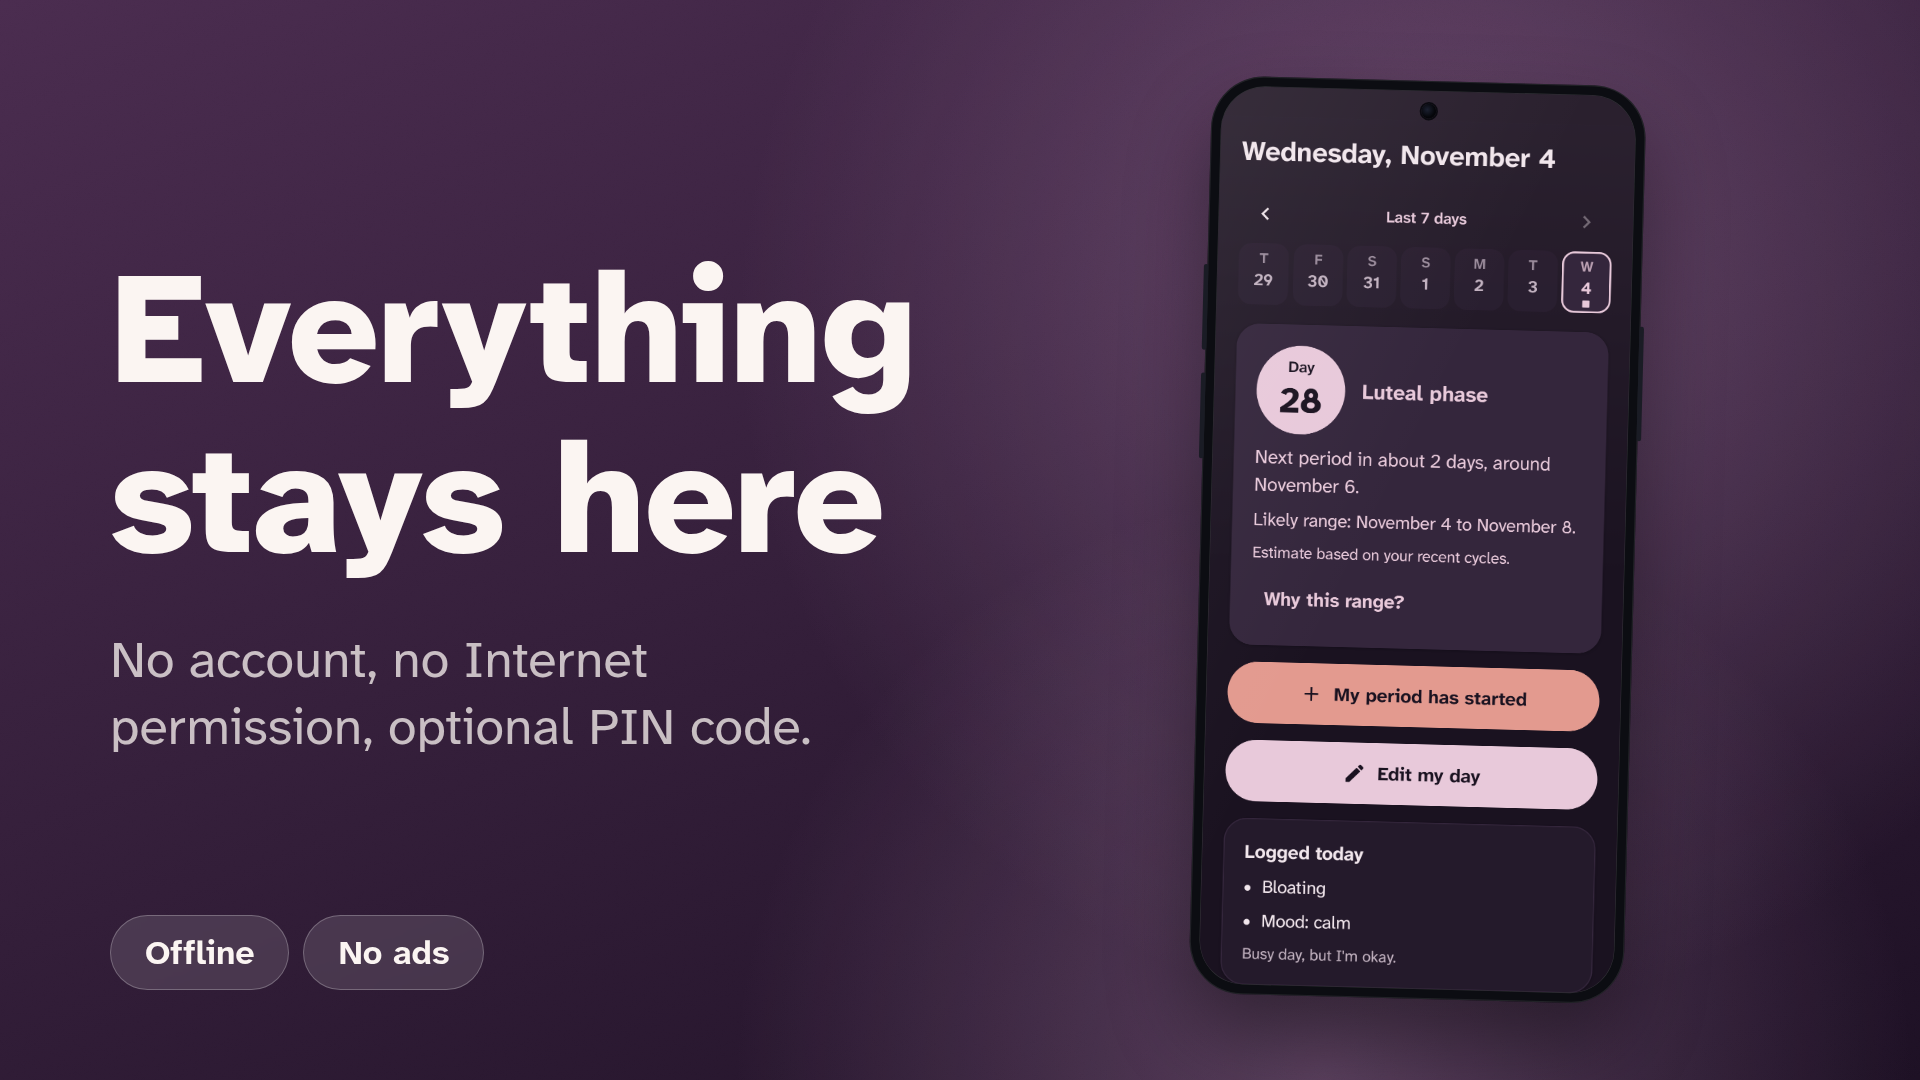 Everything
stays here
No account, no Internet
permission, optional PIN code.
Offline
No ads
Wednesday, November 4
Last 7 days
T F S S M T W
29 30 31 1 2 3 4
Day
28
Luteal phase
Next period in about 2 days, around
November 6.
Likely range: November 4 to November 8.
Estimate based on your recent cycles.
Why this range?
My period has started
Edit my day
Logged today
• Bloating
• Mood: calm
Busy day, but I'm okay.